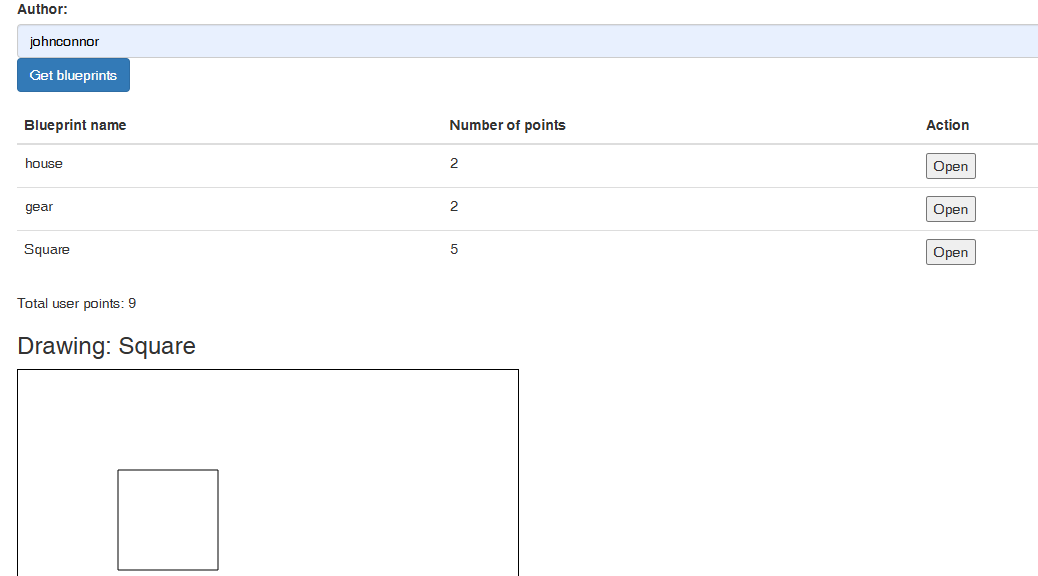 Author:
johnconnor
Get blueprints
Blueprint name Number of points Action
house 2 Open
gear 2 Open
Square 5 Open
Total user points: 9
Drawing: Square